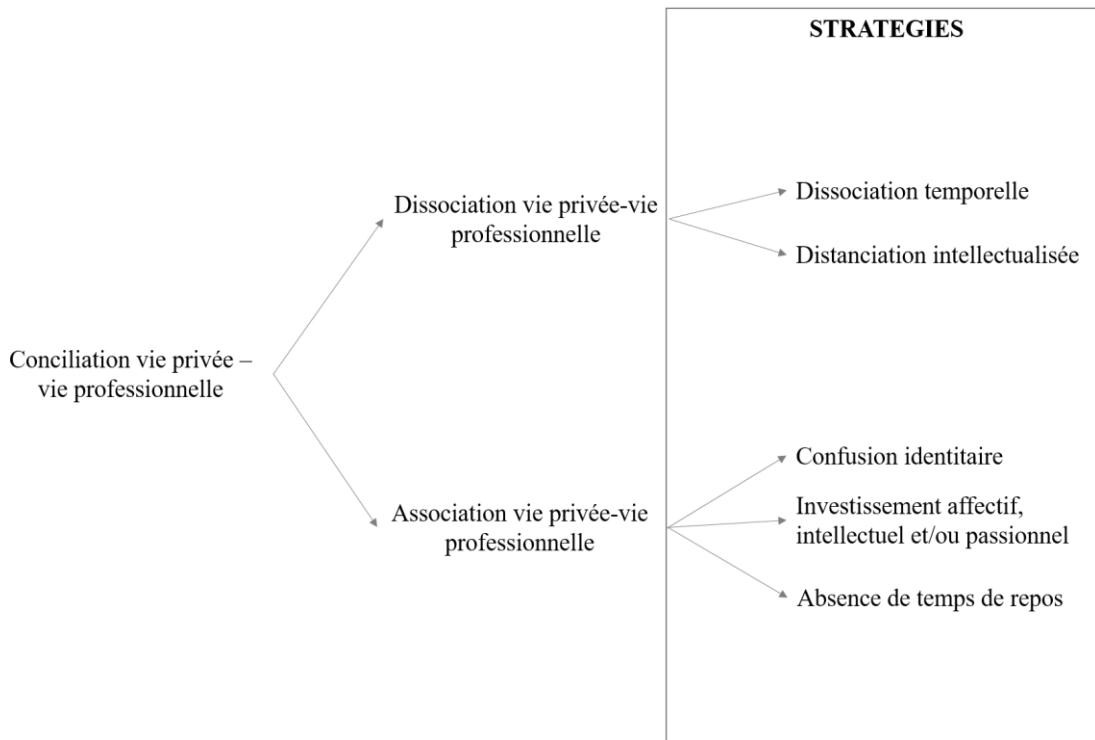 STRATEGIES
Dissociation vie privée-vie
professionnelle
Dissociation temporelle
Distanciation intellectualisée
Conciliation vie privée –
vie professionnelle
Association vie privée-vie
professionnelle
Confusion identitaire
Investissement affectif,
intellectuel et/ou passionnel
Absence de temps de repos